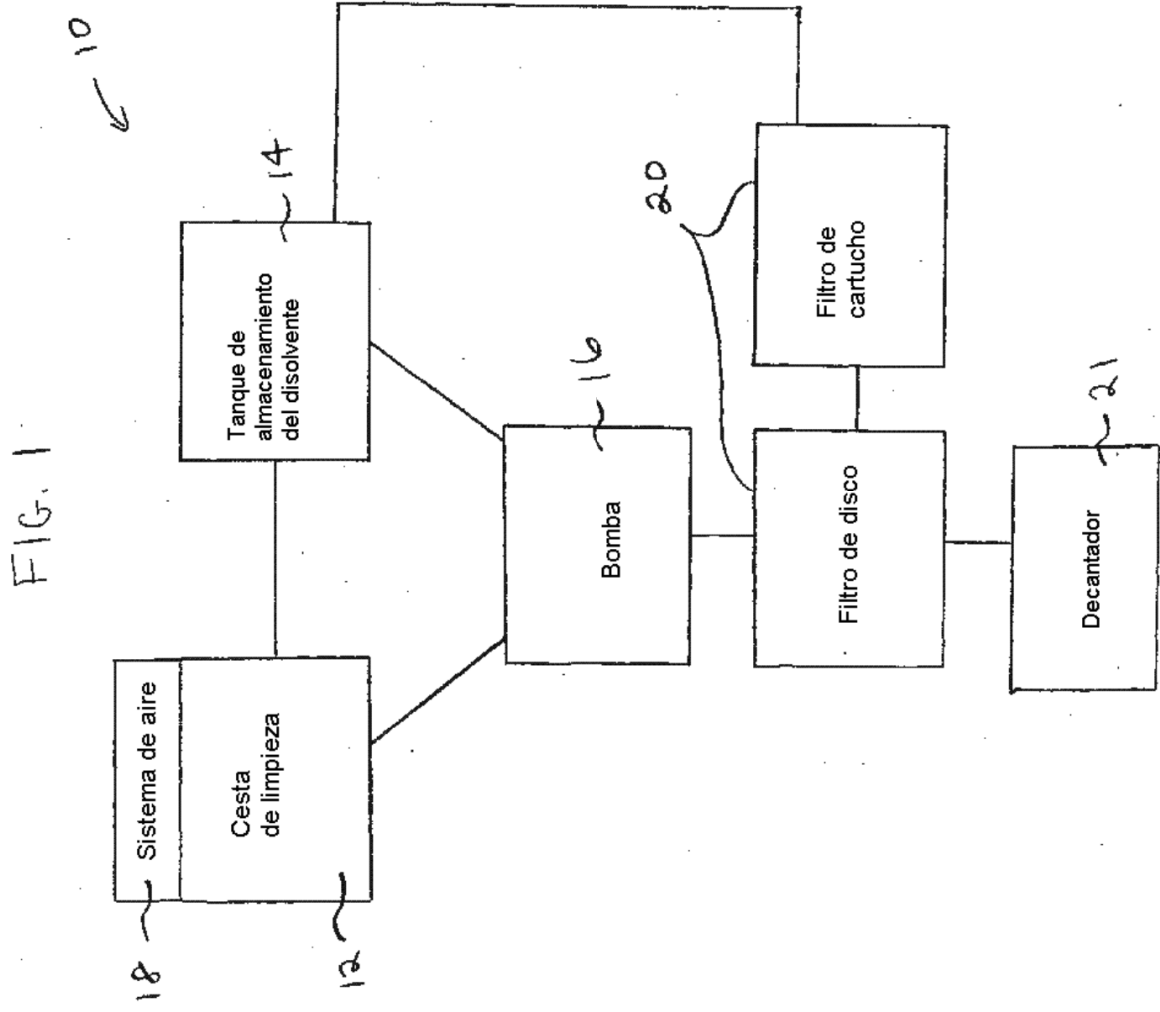 FIG. 1
10
18
Sistema de aire
Cesta
de limpieza
12
Tanque de
almacenamiento
del disolvente
14
Bomba
16
20
Filtro de disco
Filtro de
cartucho
Decantador
21